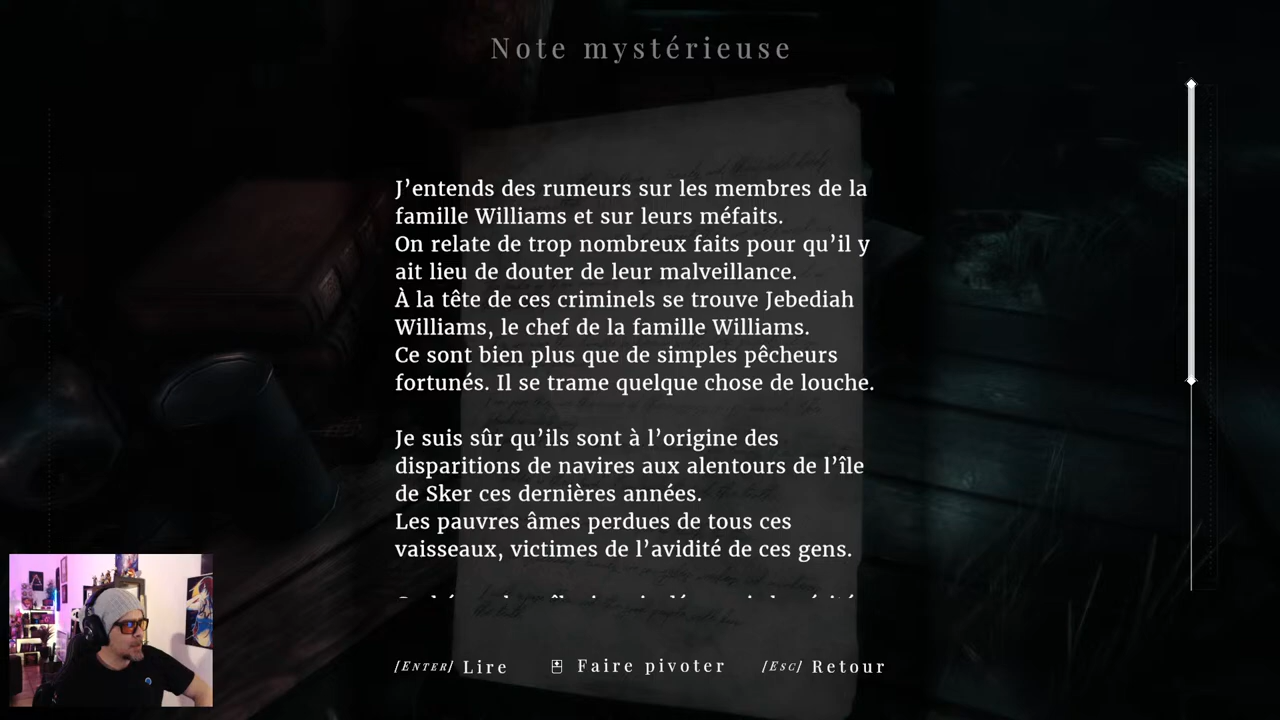 Note mystérieuse
J’entends des rumeurs sur les membres de la
famille Williams et sur leurs méfaits.
On relate de trop nombreux faits pour qu’il y
ait lieu de douter de leur malveillance.
À la tête de ces criminels se trouve Jebediah
Williams, le chef de la famille Williams.
Ce sont bien plus que de simples pêcheurs
fortunés. Il se trame quelque chose de louche.
Je suis sûr qu’ils sont à l’origine des
disparitions de navires aux alentours de l’île
de Sker ces dernières années.
Les pauvres âmes perdues de tous ces
vaisseaux, victimes de l’avidité de ces gens.
/ENTER/ Lire Faire pivoter /ESC/ Retour